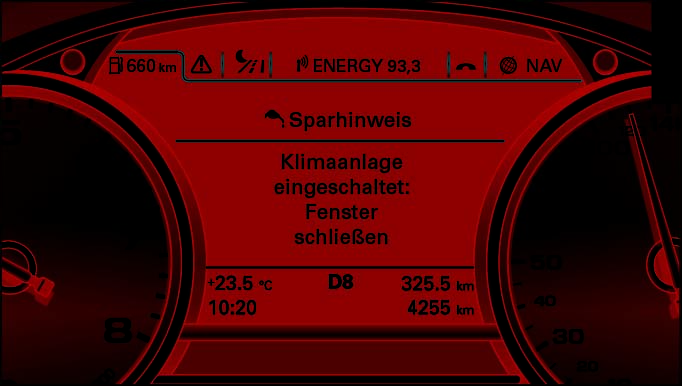 660 km ENERGY 93,3 NAV
Sparhinweis
Klimaanlage
eingeschaltet:
Fenster
schließen
+23.5 °C D8 325.5 km
10:20 4255 km
8
50
40
30
20